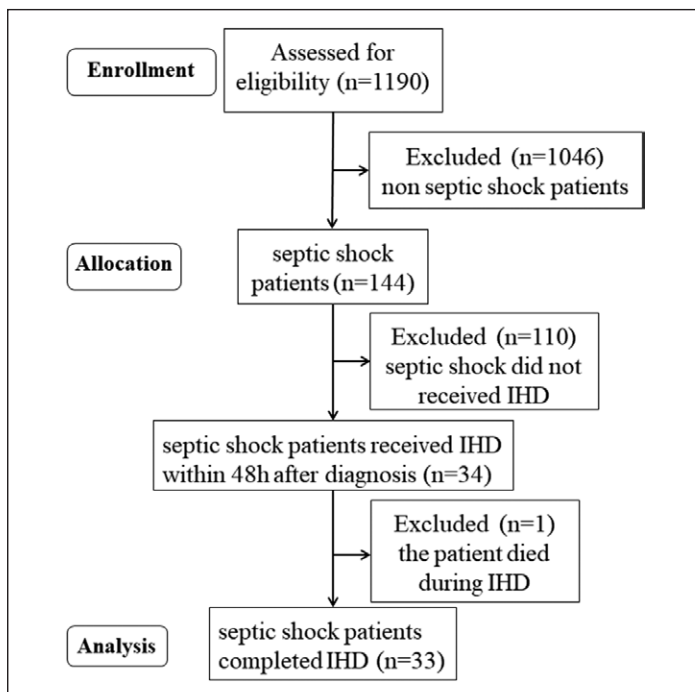 Enrollment
Assessed for
eligibility (n=1190)
Excluded (n=1046)
non septic shock patients
Allocation
septic shock
patients (n=144)
Excluded (n=110)
septic shock did not
received IHD
septic shock patients received IHD
within 48h after diagnosis (n=34)
Excluded (n=1)
the patient died
during IHD
Analysis
septic shock patients
completed IHD (n=33)